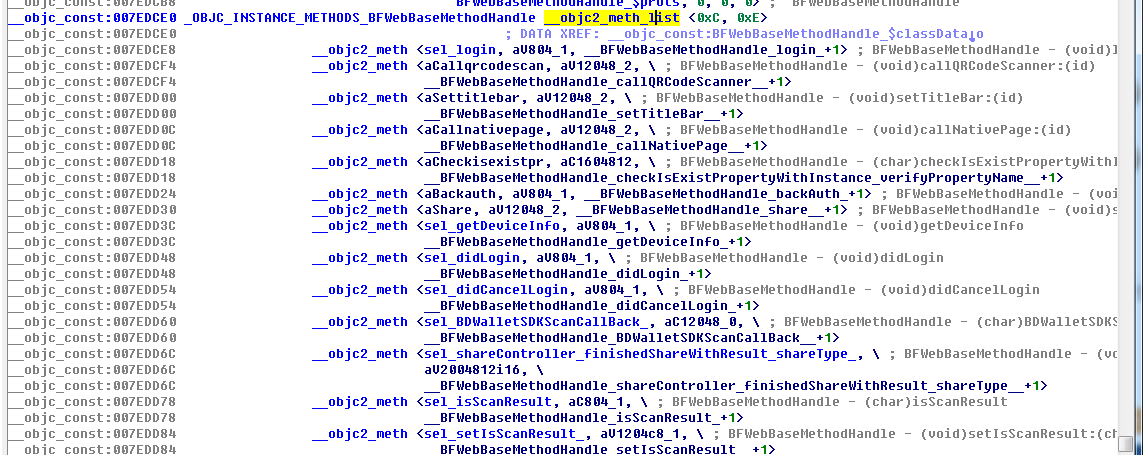 __objc_const:007EDCB8 BFWebBaseMethodHandle_$prots, 0, 0, 0> ; BFWebBaseMethodHandle
__objc_const:007EDCE0 _OBJC_INSTANCE_METHODS_BFWebBaseMethodHandle __objc2_meth_list <0xC, 0xE>
__objc_const:007EDCE0 ; DATA XREF: __objc_const:BFWebBaseMethodHandle_$classData↓o
__objc_const:007EDCE8 __objc2_meth <sel_login, aV804_1, __BFWebBaseMethodHandle_login_+1> ; BFWebBaseMethodHandle - (void)l
__objc_const:007EDCF4 __objc2_meth <aCallqrcodescan, aV12048_2, \ ; BFWebBaseMethodHandle - (void)callQRCodeScanner:(id)
__objc_const:007EDCF4 __BFWebBaseMethodHandle_callQRCodeScanner__+1>
__objc_const:007EDD00 __objc2_meth <aSettitlebar, aV12048_2, \ ; BFWebBaseMethodHandle - (void)setTitleBar:(id)
__objc_const:007EDD00 __BFWebBaseMethodHandle_setTitleBar__+1>
__objc_const:007EDD0C __objc2_meth <aCallnativepage, aV12048_2, \ ; BFWebBaseMethodHandle - (void)callNativePage:(id)
__objc_const:007EDD0C __BFWebBaseMethodHandle_callNativePage__+1>
__objc_const:007EDD18 __objc2_meth <aCheckisexistpr, aC1604812, \ ; BFWebBaseMethodHandle - (char)checkIsExistPropertyWithI
__objc_const:007EDD18 __BFWebBaseMethodHandle_checkIsExistPropertyWithInstance_verifyPropertyName__+1>
__objc_const:007EDD24 __objc2_meth <aBackauth, aV804_1, __BFWebBaseMethodHandle_backAuth_+1> ; BFWebBaseMethodHandle - (voi
__objc_const:007EDD30 __objc2_meth <aShare, aV12048_2, __BFWebBaseMethodHandle_share__+1> ; BFWebBaseMethodHandle - (void)s
__objc_const:007EDD3C __objc2_meth <sel_getDeviceInfo, aV804_1, \ ; BFWebBaseMethodHandle - (void)getDeviceInfo
__objc_const:007EDD3C __BFWebBaseMethodHandle_getDeviceInfo_+1>
__objc_const:007EDD48 __objc2_meth <sel_didLogin, aV804_1, \ ; BFWebBaseMethodHandle - (void)didLogin
__objc_const:007EDD48 __BFWebBaseMethodHandle_didLogin_+1>
__objc_const:007EDD54 __objc2_meth <sel_didCancelLogin, aV804_1, \ ; BFWebBaseMethodHandle - (void)didCancelLogin
__objc_const:007EDD54 __BFWebBaseMethodHandle_didCancelLogin_+1>
__objc_const:007EDD60 __objc2_meth <sel_BDWalletSDKScanCallBack_, aC12048_0, \ ; BFWebBaseMethodHandle - (char)BDWalletSDKS
__objc_const:007EDD60 __BFWebBaseMethodHandle_BDWalletSDKScanCallBack__+1>
__objc_const:007EDD6C __objc2_meth <sel_shareController_finishedShareWithResult_shareType_, \ ; BFWebBaseMethodHandle - (vo
__objc_const:007EDD6C aV2004812i16, \
__objc_const:007EDD6C __BFWebBaseMethodHandle_shareController_finishedShareWithResult_shareType__+1>
__objc_const:007EDD78 __objc2_meth <sel_isScanResult, aC804_1, \ ; BFWebBaseMethodHandle - (char)isScanResult
__objc_const:007EDD78 __BFWebBaseMethodHandle_isScanResult_+1>
__objc_const:007EDD84 __objc2_meth <sel_setIsScanResult_, aV1204c8_1, \ ; BFWebBaseMethodHandle - (void)setIsScanResult:(ch
__objc_const:007EDD84 __BFWebBaseMethodHandle_setIsScanResult__+1>